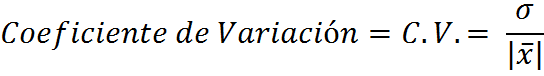 Coeficiente de Variación = C.V. = σ / |x̄|